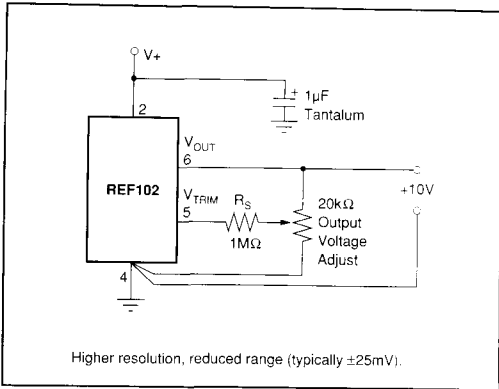 V+
2
+ 1µF
Tantalum
V_OUT
6
REF102
V_TRIM
5
R_S
1MΩ
20kΩ
Output
Voltage
Adjust
+10V
4
Higher resolution, reduced range (typically ±25mV).